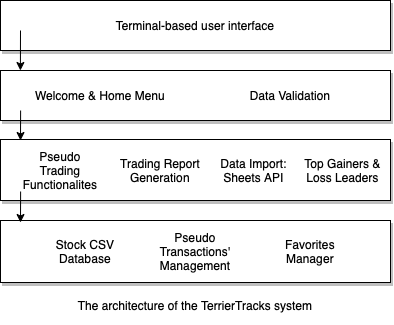 Terminal-based user interface
Welcome & Home Menu
Data Validation
Pseudo
Trading
Functionalites
Trading Report
Generation
Data Import:
Sheets API
Top Gainers &
Loss Leaders
Stock CSV
Database
Pseudo
Transactions'
Management
Favorites
Manager
The architecture of the TerrierTracks system